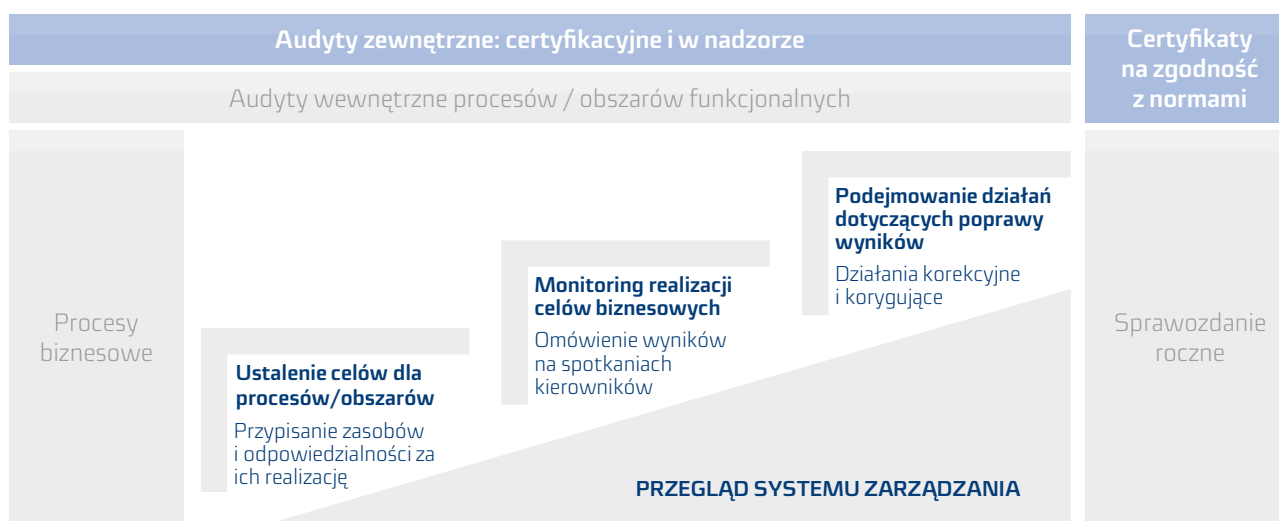 Audyty zewnętrzne: certyfikacyjne i w nadzorze
Certyfikaty
na zgodność
z normami
Audyty wewnętrzne procesów / obszarów funkcjonalnych
Procesy
biznesowe
Ustalenie celów dla
procesów/obszarów
Przypisanie zasobów
i odpowiedzialności za
ich realizację
Monitoring realizacji
celów biznesowych
Omówienie wyników
na spotkaniach
kierowników
Podejmowanie działań
dotyczących poprawy
wyników
Działania korekcyjne
i korygujące
PRZEGLĄD SYSTEMU ZARZĄDZANIA
Sprawozdanie
roczne